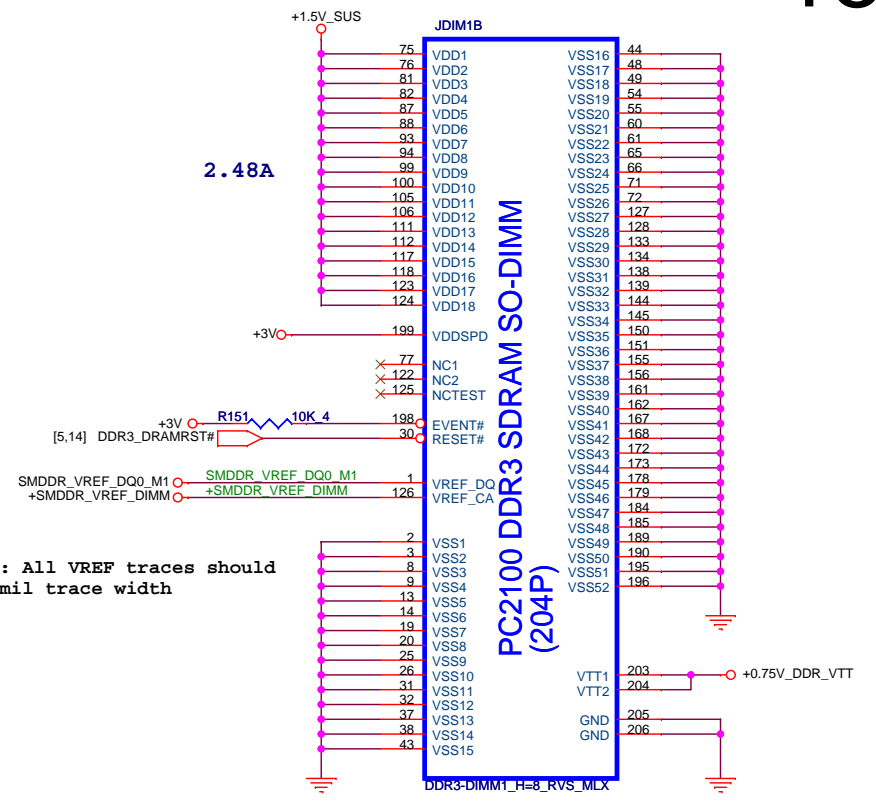 +1.5V_SUS
JDIM1B
75 VDD1 VSS16 44
76 VDD2 VSS17 48
81 VDD3 VSS18 49
82 VDD4 VSS19 54
87 VDD5 VSS20 55
88 VDD6 VSS21 60
93 VDD7 VSS22 61
94 VDD8 VSS23 65
99 VDD9 VSS24 66
100 VDD10 VSS25 71
105 VDD11 VSS26 72
106 VDD12 VSS27 127
111 VDD13 VSS28 128
112 VDD14 VSS29 133
117 VDD15 VSS30 134
118 VDD16 VSS31 138
123 VDD17 VSS32 139
124 VDD18 VSS33 144
VSS34 145
2.48A
+3V 199 VDDSPD VSS35 150
VSS36 151
77 NC1 VSS37 155
122 NC2 VSS38 156
125 NCTEST VSS39 161
VSS40 162
+3V R151 10K_4 198 EVENT# VSS41 167
[5,14] DDR3_DRAMRST# 30 RESET# VSS42 168
VSS43 172
VSS44 173
SMDDR_VREF_DQ0_M1 SMDDR_VREF_DQ0_M1 1 VREF_DQ VSS45 178
+SMDDR_VREF_DIMM +SMDDR_VREF_DIMM 126 VREF_CA VSS46 179
VSS47 184
VSS48 185
2 VSS1 VSS49 189
3 VSS2 VSS50 190
8 VSS3 VSS51 195
9 VSS4 VSS52 196
13 VSS5
14 VSS6
19 VSS7
20 VSS8
25 VSS9
26 VSS10 VTT1 203 +0.75V_DDR_VTT
31 VSS11 VTT2 204
32 VSS12
37 VSS13 GND 205
38 VSS14 GND 206
43 VSS15
: All VREF traces should
mil trace width
PC2100 DDR3 SDRAM SO-DIMM
(204P)
DDR3-DIMM1_H=8_RVS_MLX